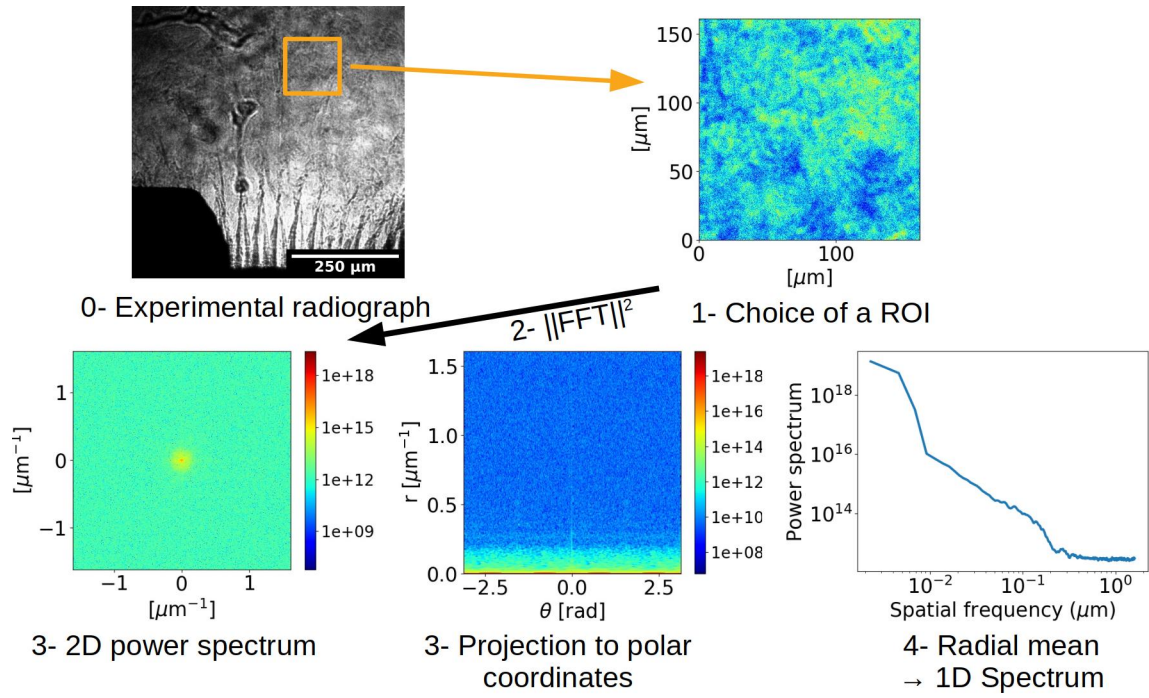 250 µm
0- Experimental radiograph
150
100
50
0
[µm]
0
100
[µm]
1- Choice of a ROI
2- ||FFT||²
1
0
−1
[µm⁻¹]
−1
0
1
[µm⁻¹]
1e+18
1e+15
1e+12
1e+09
3- 2D power spectrum
r [µm⁻¹]
1.5
1.0
0.5
0.0
−2.5
0.0
2.5
θ [rad]
1e+18
1e+16
1e+14
1e+12
1e+10
1e+08
3- Projection to polar
coordinates
Power spectrum
10¹⁸
10¹⁶
10¹⁴
10⁻²
10⁻¹
10⁰
Spatial frequency (µm)
4- Radial mean
→ 1D Spectrum